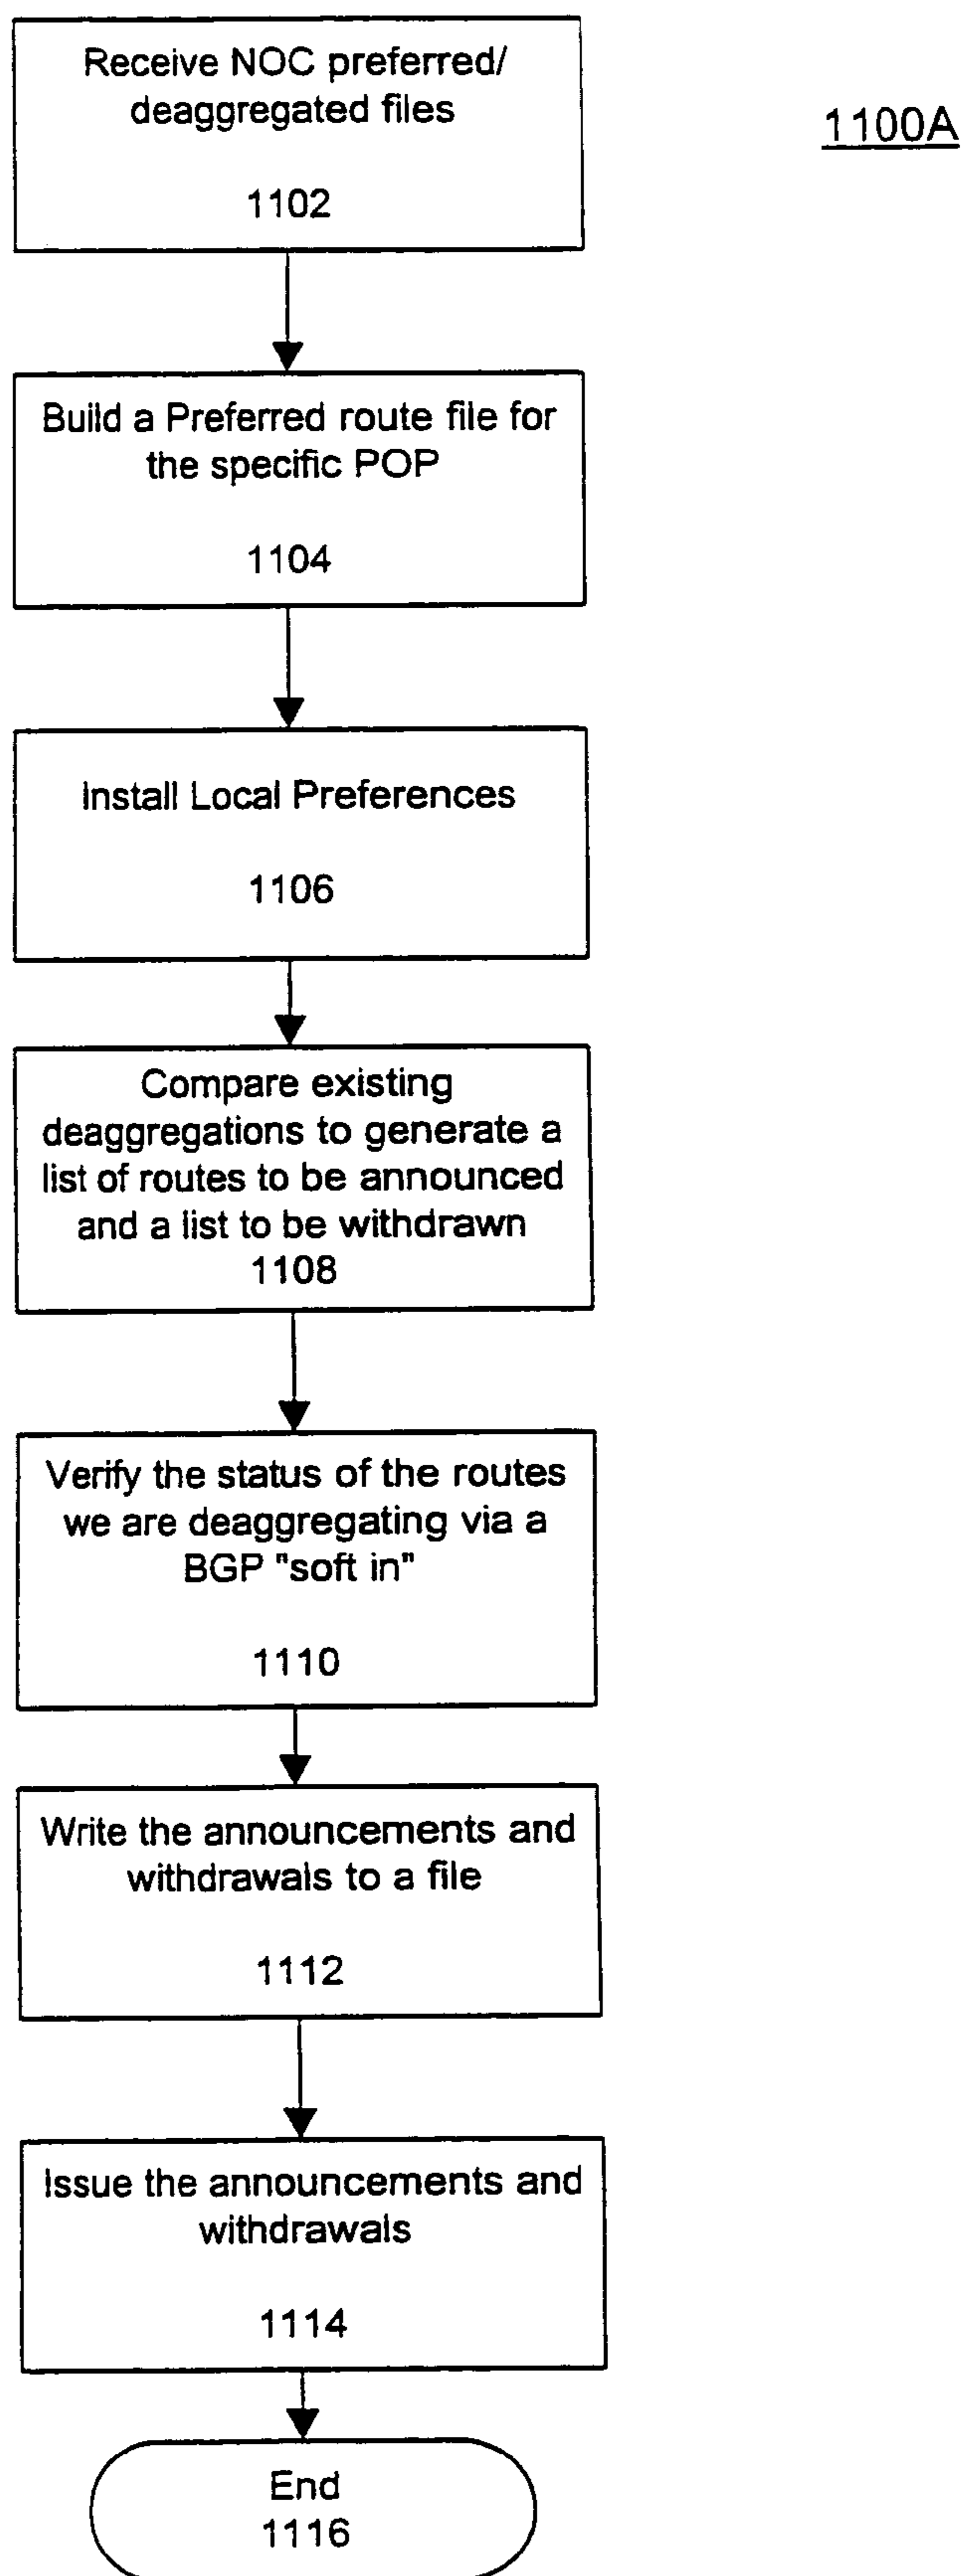 Receive NOC preferred/
deaggregated files
1102
1100A
Build a Preferred route file for
the specific POP
1104
Install Local Preferences
1106
Compare existing
deaggregations to generate a
list of routes to be announced
and a list to be withdrawn
1108
Verify the status of the routes
we are deaggregating via a
BGP "soft in"
1110
Write the announcements and
withdrawals to a file
1112
Issue the announcements and
withdrawals
1114
End
1116